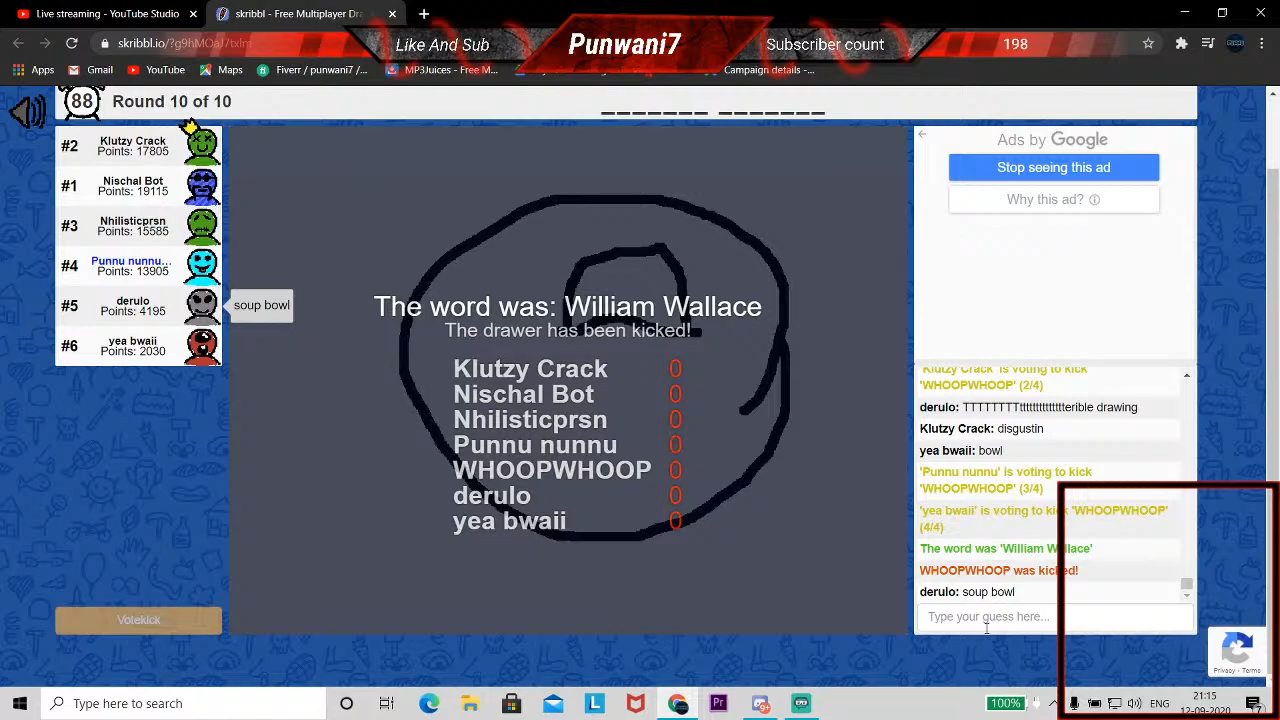 Live streaming - YouTube Studio
skribbl - Free Multiplayer Dra
skribbl.io/?g9hMOaJ7txlm
Like And Sub
Punwani7
Subscriber count
198
Apps
Gmail
YouTube
Maps
Fiverr / punwani7 /...
MP3Juices - Free M...
Campaign details -...
88
Round 10 of 10
#2
Klutzy Crack
Points: 17805
#1
Nischal Bot
Points: 19115
#3
Nhilisticprsn
Points: 15585
#4
Punnu nunnu...
Points: 13905
#5
derulo
Points: 4195
#6
yea bwaii
Points: 2030
soup bowl
Votekick
The word was: William Wallace
The drawer has been kicked!
Klutzy Crack 0
Nischal Bot 0
Nhilisticprsn 0
Punnu nunnu 0
WHOOPWHOOP 0
derulo 0
yea bwaii 0
Ads by Google
Stop seeing this ad
Why this ad?
'Klutzy Crack' is voting to kick
'WHOOPWHOOP' (2/4)
derulo: TTTTTTTTtttttttttttttterible drawing
Klutzy Crack: disgustin
yea bwaii: bowl
'Punnu nunnu' is voting to kick
'WHOOPWHOOP' (3/4)
'yea bwaii' is voting to kick 'WHOOPWHOOP'
(4/4)
The word was 'William Wallace'
WHOOPWHOOP was kicked!
derulo: soup bowl
Type your guess here...
Privacy - Terms
Type here to search
100%
ENG
21:15
12-09-2020